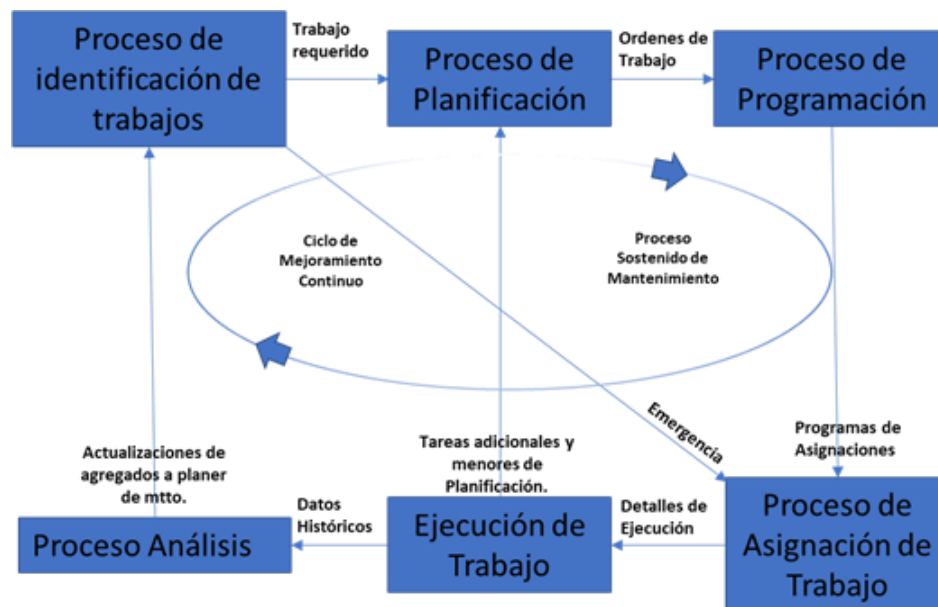 Proceso de
identificación de
trabajos
Trabajo
requerido
Proceso de
Planificación
Ordenes de
Trabajo
Proceso de
Programación
Ciclo de
Mejoramiento
Continuo
Proceso
Sostenido de
Mantenimiento
Emergencia
Programas de
Asignaciones
Actualizaciones de
agregados a planer
de mtto.
Tareas adicionales y
menores de
Planificación.
Proceso Análisis
Datos
Históricos
Ejecución de
Trabajo
Detalles de
Ejecución
Proceso de
Asignación de
Trabajo